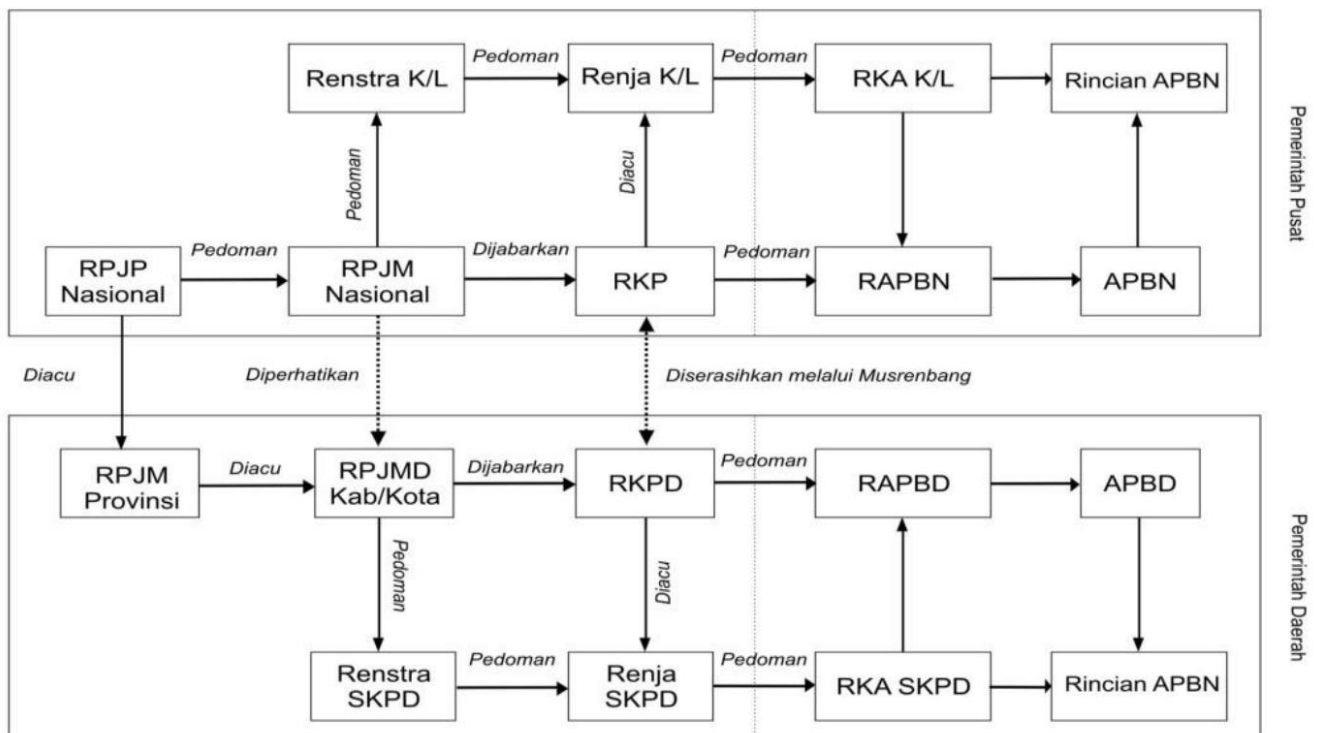 Pedoman
Pedoman
Renstra K/L
Renja K/L
RKA K/L
Rincian APBN
Pedoman
Diacu
Pemerintah Pusat
Pedoman
Dijabarkan
Pedoman
RPJP
Nasional
RPJM
Nasional
RKP
RAPBN
APBN
Diacu
Diperhatikan
Diserasihkan melalui Musrenbang
RPJM
Provinsi
Diacu
RPJMD
Kab/Kota
Dijabarkan
RKPD
Pedoman
RAPBD
APBD
Pedoman
Diacu
Pemerintah Daerah
Renstra
SKPD
Pedoman
Renja
SKPD
Pedoman
RKA SKPD
Rincian APBN